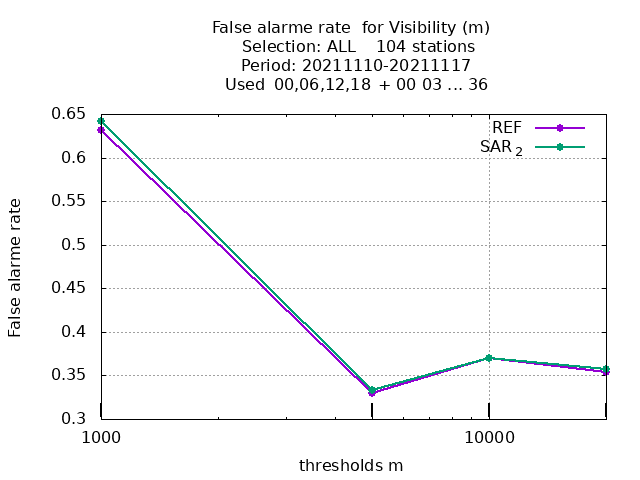 False alarme rate  for Visibility (m)
Selection: ALL    104 stations
Period: 20211110-20211117
Used  00,06,12,18  + 00 03 ... 36
0.65
0.6
0.55
0.5
0.45
0.4
0.35
0.3
False alarme rate
REF
SAR 2
1000
10000
thresholds m